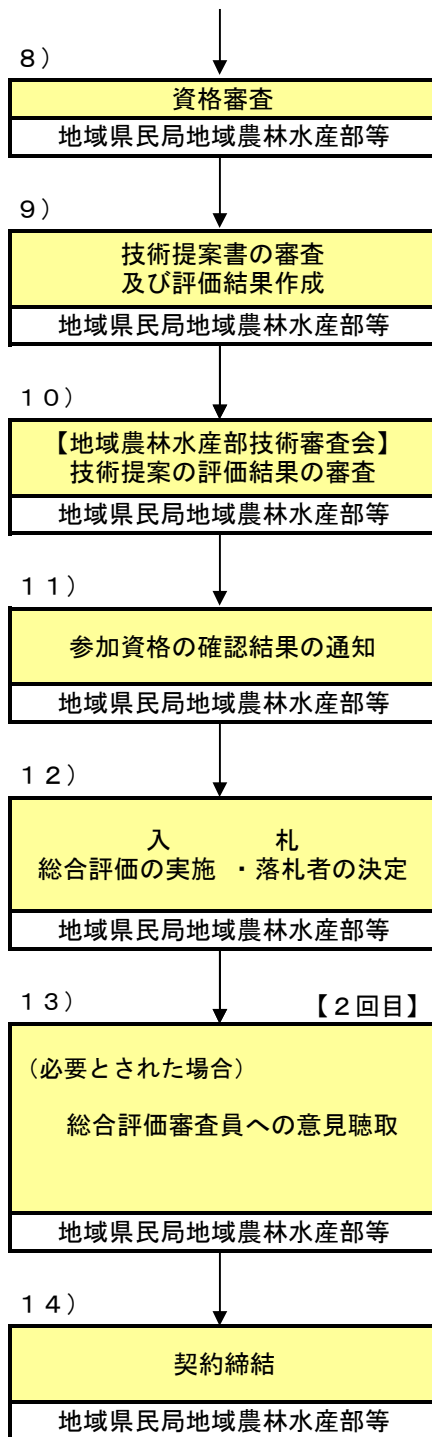 ８）
資格審査
地域県民局地域農林水産部等
９）
技術提案書の審査
及び評価結果作成
地域県民局地域農林水産部等
１０）
【地域農林水産部技術審査会】
技術提案の評価結果の審査
地域県民局地域農林水産部等
１１）
参加資格の確認結果の通知
地域県民局地域農林水産部等
１２）
入　　　　札
総合評価の実施　・落札者の決定
地域県民局地域農林水産部等
１３）　【２回目】
（必要とされた場合）
総合評価審査員への意見聴取
地域県民局地域農林水産部等
１４）
契約締結
地域県民局地域農林水産部等